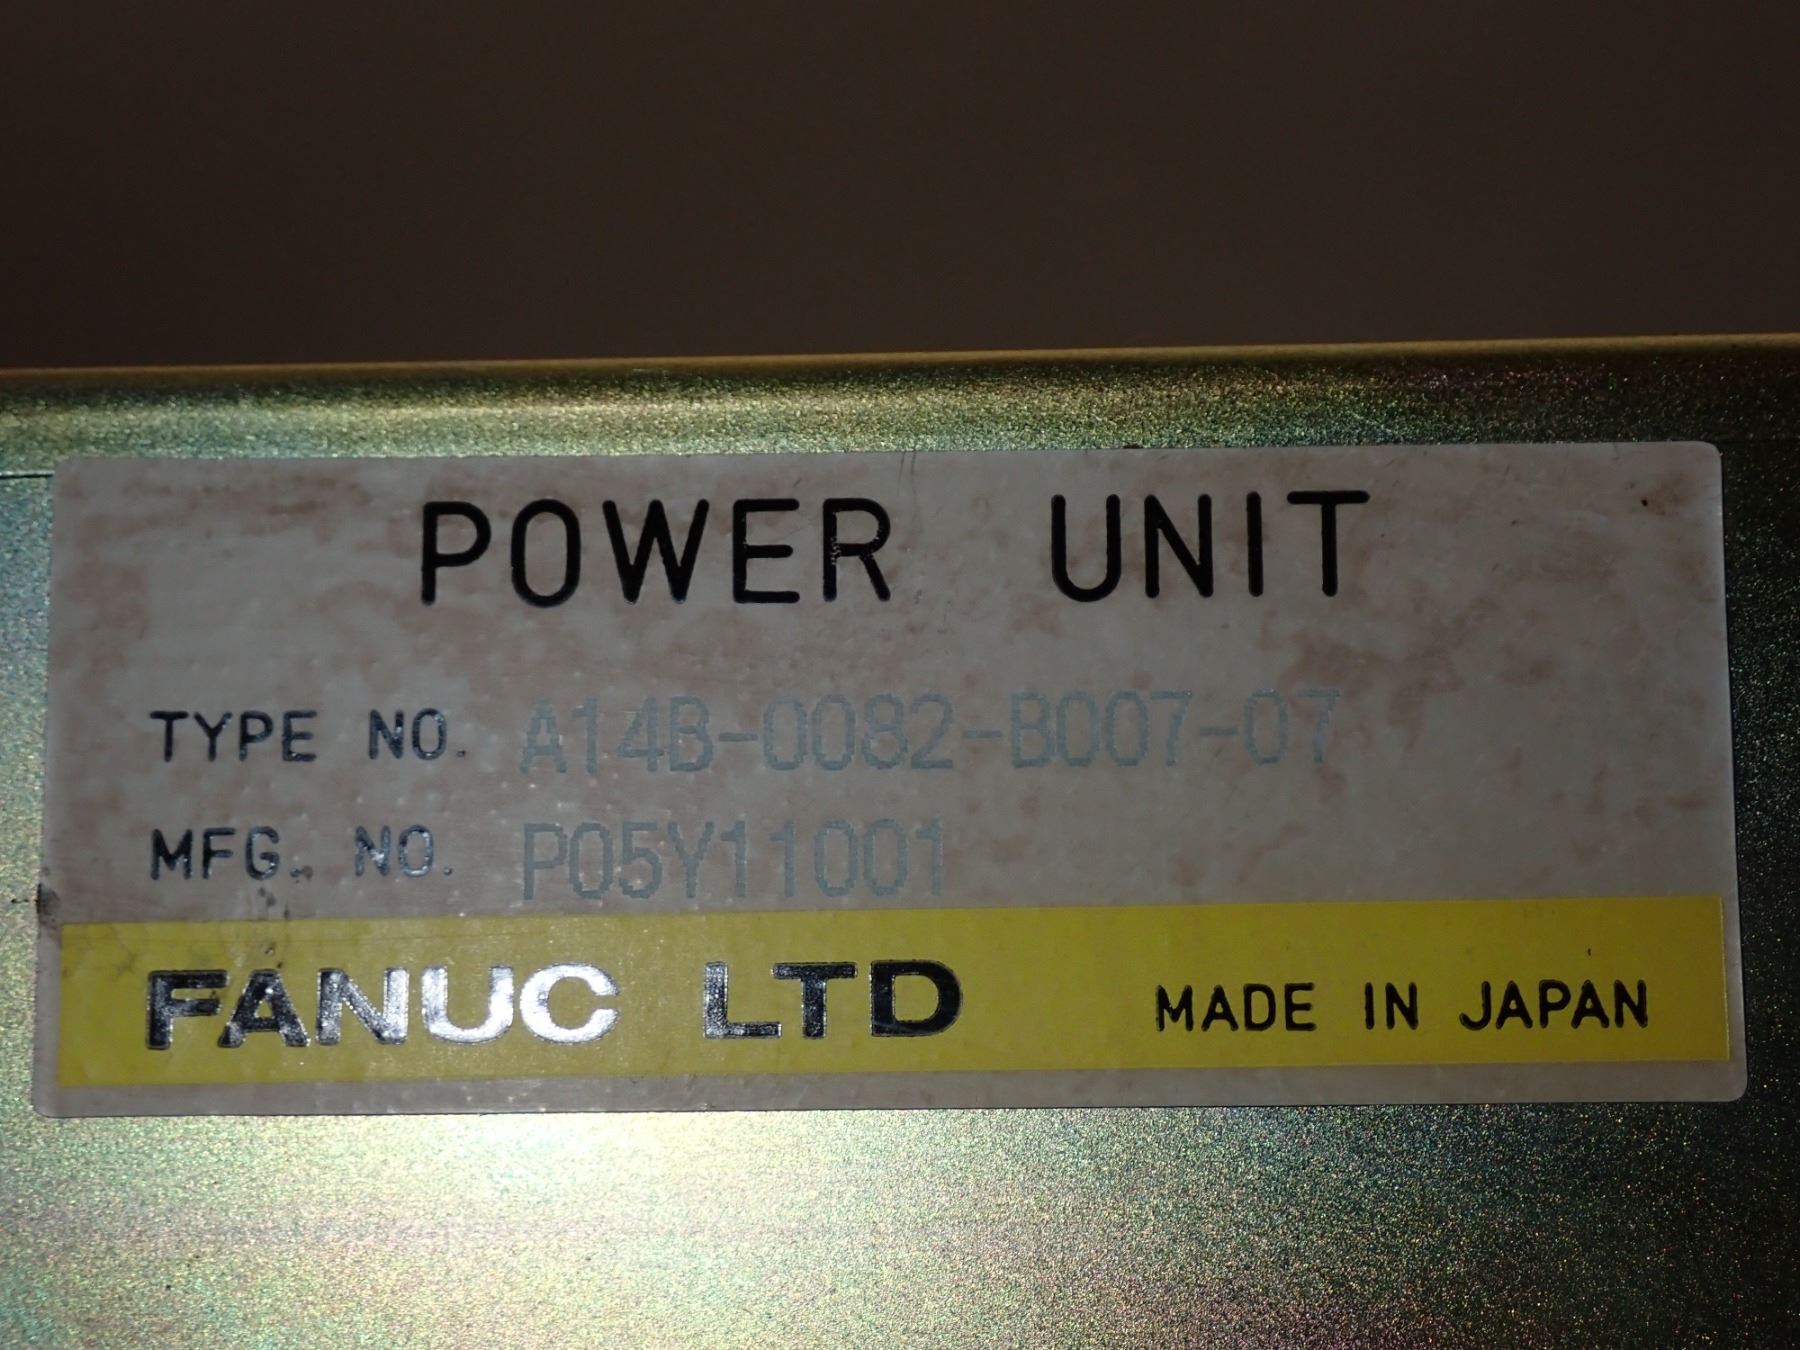 POWER UNIT
TYPE NO. A14B-0082-B007-07
MFG. NO. P05Y11001
FANUC LTD MADE IN JAPAN